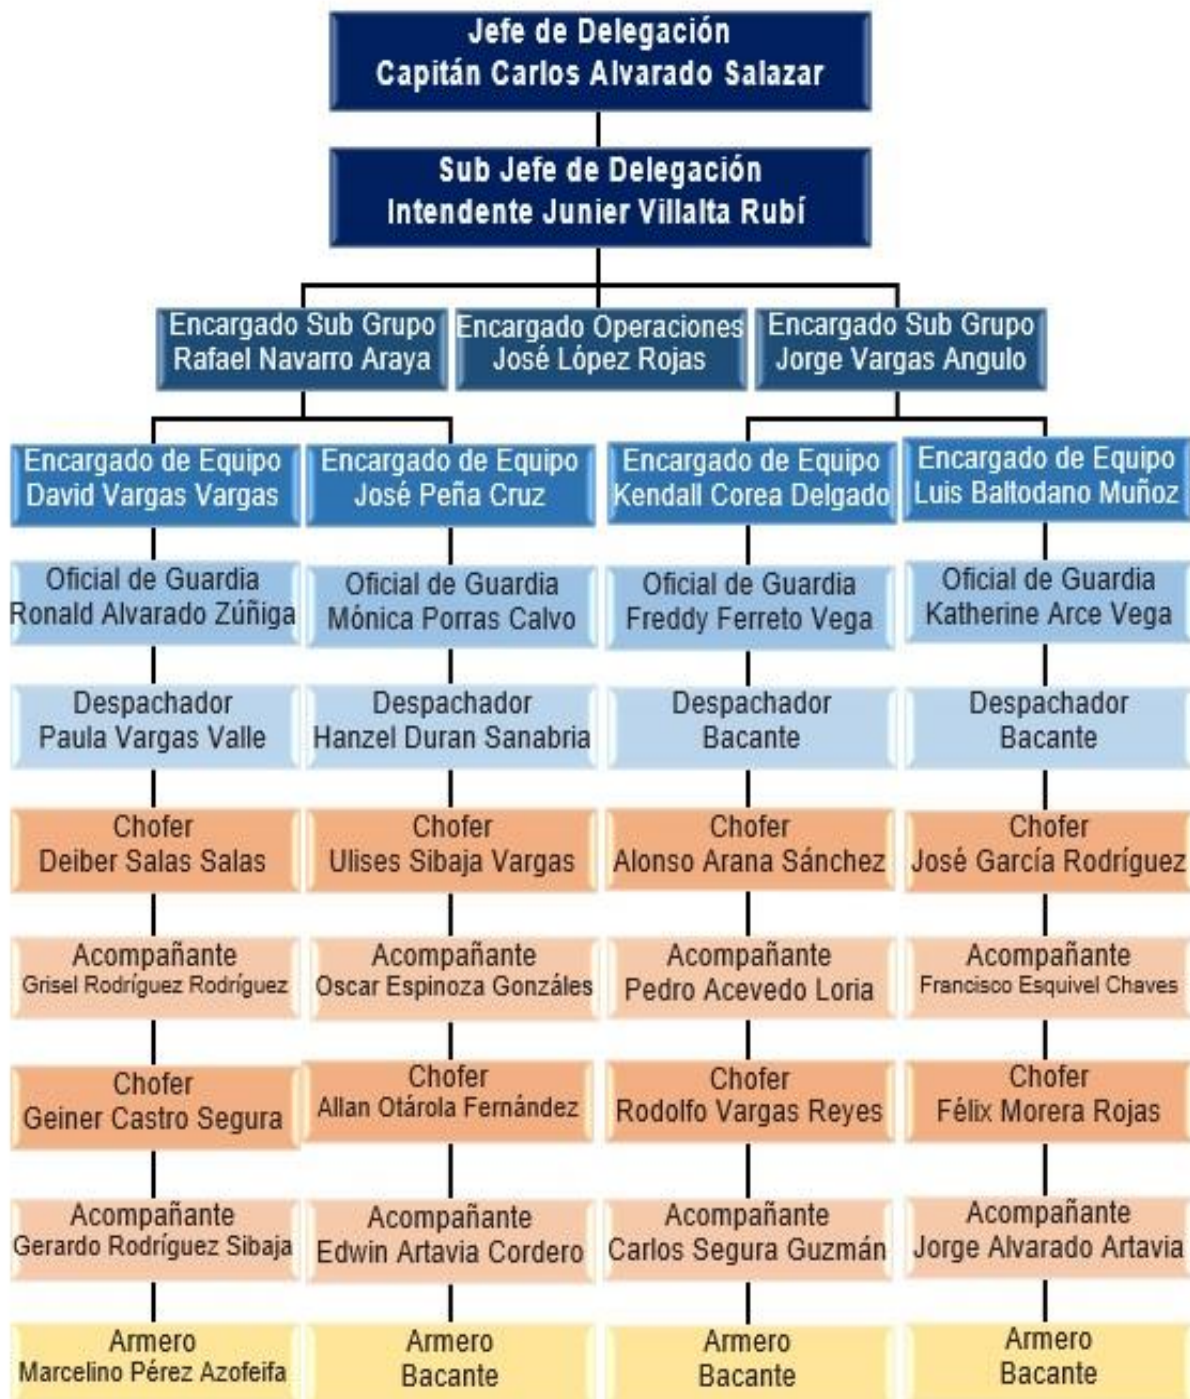 Jefe de Delegación
Capitán Carlos Alvarado Salazar
Sub Jefe de Delegación
Intendente Junier Villalta Rubí
Encargado Sub Grupo
Rafael Navarro Araya
Encargado Operaciones
José López Rojas
Encargado Sub Grupo
Jorge Vargas Angulo
Encargado de Equipo
David Vargas Vargas
Encargado de Equipo
José Peña Cruz
Encargado de Equipo
Kendall Corea Delgado
Encargado de Equipo
Luis Baltodano Muñoz
Oficial de Guardia
Ronald Alvarado Zúñiga
Oficial de Guardia
Mónica Porras Calvo
Oficial de Guardia
Freddy Ferreto Vega
Oficial de Guardia
Katherine Arce Vega
Despachador
Paula Vargas Valle
Despachador
Hanzel Duran Sanabria
Despachador
Bacante
Despachador
Bacante
Chofer
Deiber Salas Salas
Chofer
Ulises Sibaja Vargas
Chofer
Alonso Arana Sánchez
Chofer
José García Rodríguez
Acompañante
Grisel Rodríguez Rodríguez
Acompañante
Oscar Espinoza Gonzáles
Acompañante
Pedro Acevedo Loria
Acompañante
Francisco Esquivel Chaves
Chofer
Geiner Castro Segura
Chofer
Allan Otárola Fernández
Chofer
Rodolfo Vargas Reyes
Chofer
Félix Morera Rojas
Acompañante
Gerardo Rodríguez Sibaja
Acompañante
Edwin Artavia Cordero
Acompañante
Carlos Segura Guzmán
Acompañante
Jorge Alvarado Artavia
Armero
Marcelino Pérez Azofeifa
Armero
Bacante
Armero
Bacante
Armero
Bacante